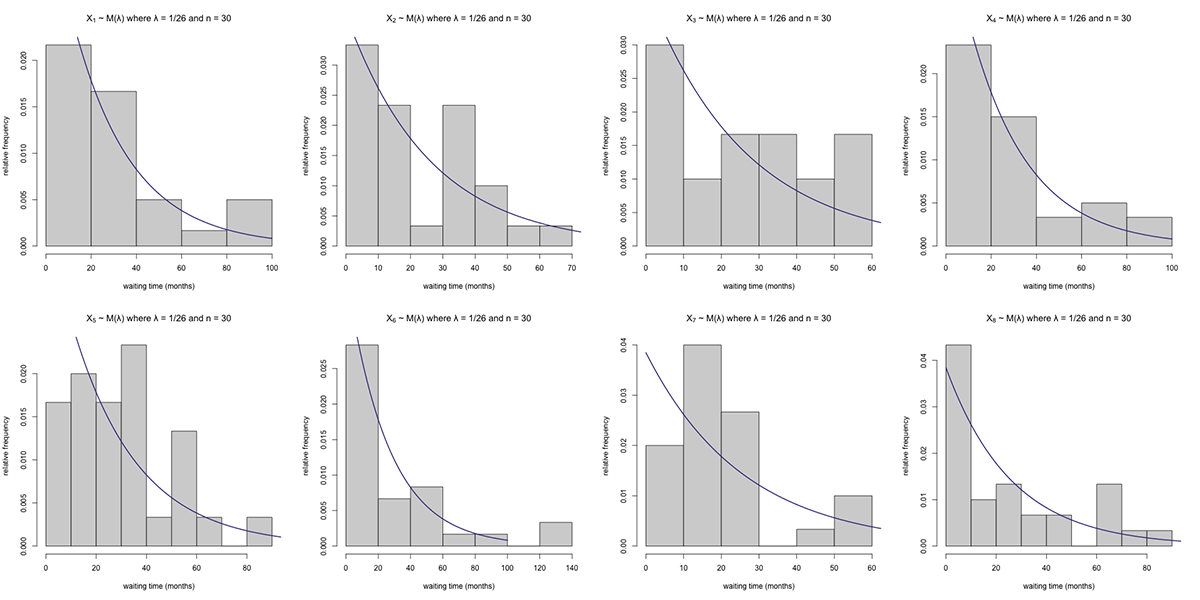 X₁ ~ M(λ) where λ = 1/26 and n = 30
relative frequency
0.000 0.005 0.010 0.015 0.020
0 20 40 60 80 100
waiting time (months)
X₂ ~ M(λ) where λ = 1/26 and n = 30
relative frequency
0.000 0.005 0.010 0.015 0.020 0.025 0.030
0 10 20 30 40 50 60 70
waiting time (months)
X₃ ~ M(λ) where λ = 1/26 and n = 30
relative frequency
0.000 0.005 0.010 0.015 0.020 0.025 0.030
0 10 20 30 40 50 60
waiting time (months)
X₄ ~ M(λ) where λ = 1/26 and n = 30
relative frequency
0.000 0.005 0.010 0.015 0.020
0 20 40 60 80 100
waiting time (months)
X₅ ~ M(λ) where λ = 1/26 and n = 30
relative frequency
0.000 0.005 0.010 0.015 0.020
0 20 40 60 80
waiting time (months)
X₆ ~ M(λ) where λ = 1/26 and n = 30
relative frequency
0.000 0.005 0.010 0.015 0.020 0.025
0 20 40 60 80 100 120 140
waiting time (months)
X₇ ~ M(λ) where λ = 1/26 and n = 30
relative frequency
0.00 0.01 0.02 0.03 0.04
0 10 20 30 40 50 60
waiting time (months)
X₈ ~ M(λ) where λ = 1/26 and n = 30
relative frequency
0.00 0.01 0.02 0.03 0.04
0 20 40 60 80
waiting time (months)